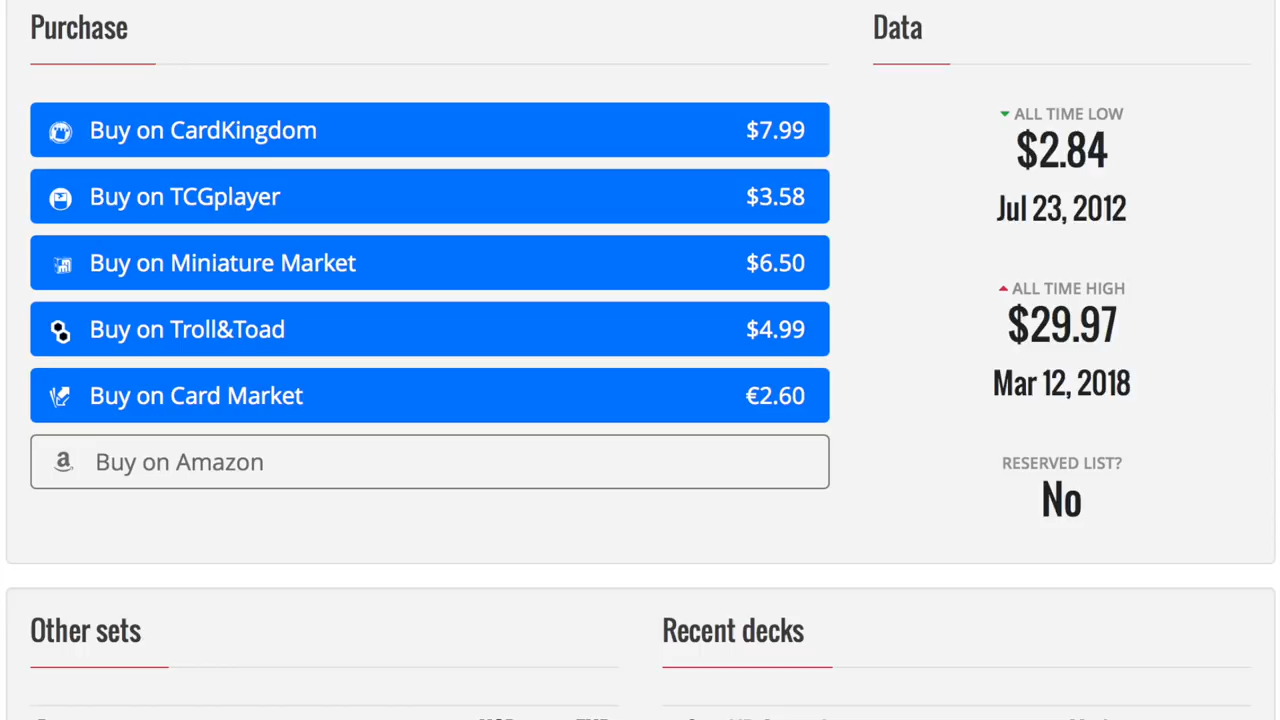 Purchase
Buy on CardKingdom $7.99
Buy on TCGplayer $3.58
Buy on Miniature Market $6.50
Buy on Troll&Toad $4.99
Buy on Card Market €2.60
a Buy on Amazon
Data
ALL TIME LOW
$2.84
Jul 23, 2012
ALL TIME HIGH
$29.97
Mar 12, 2018
RESERVED LIST?
No
Other sets
Recent decks